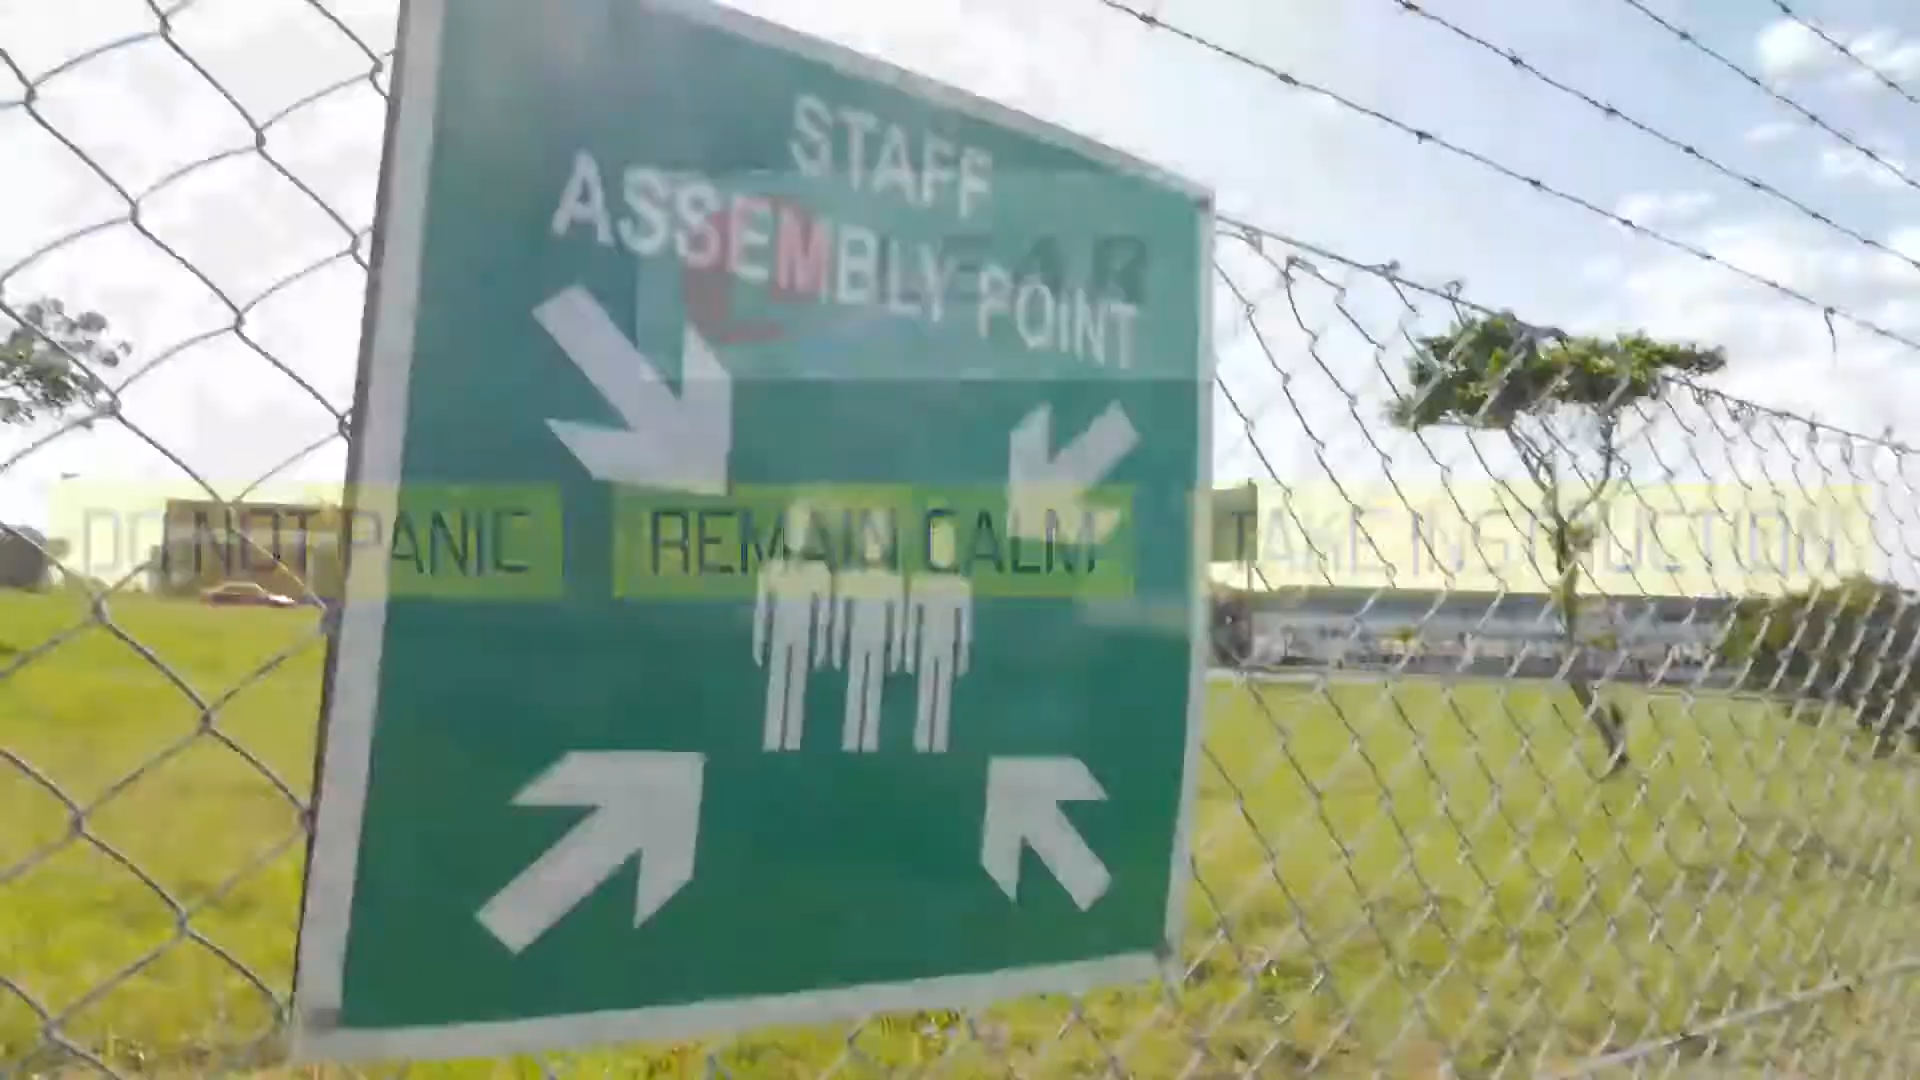 STAFF
ASSEMBLY POINT
DO NOT PANIC
REMAIN CALM
TAKE INSTRUCTION